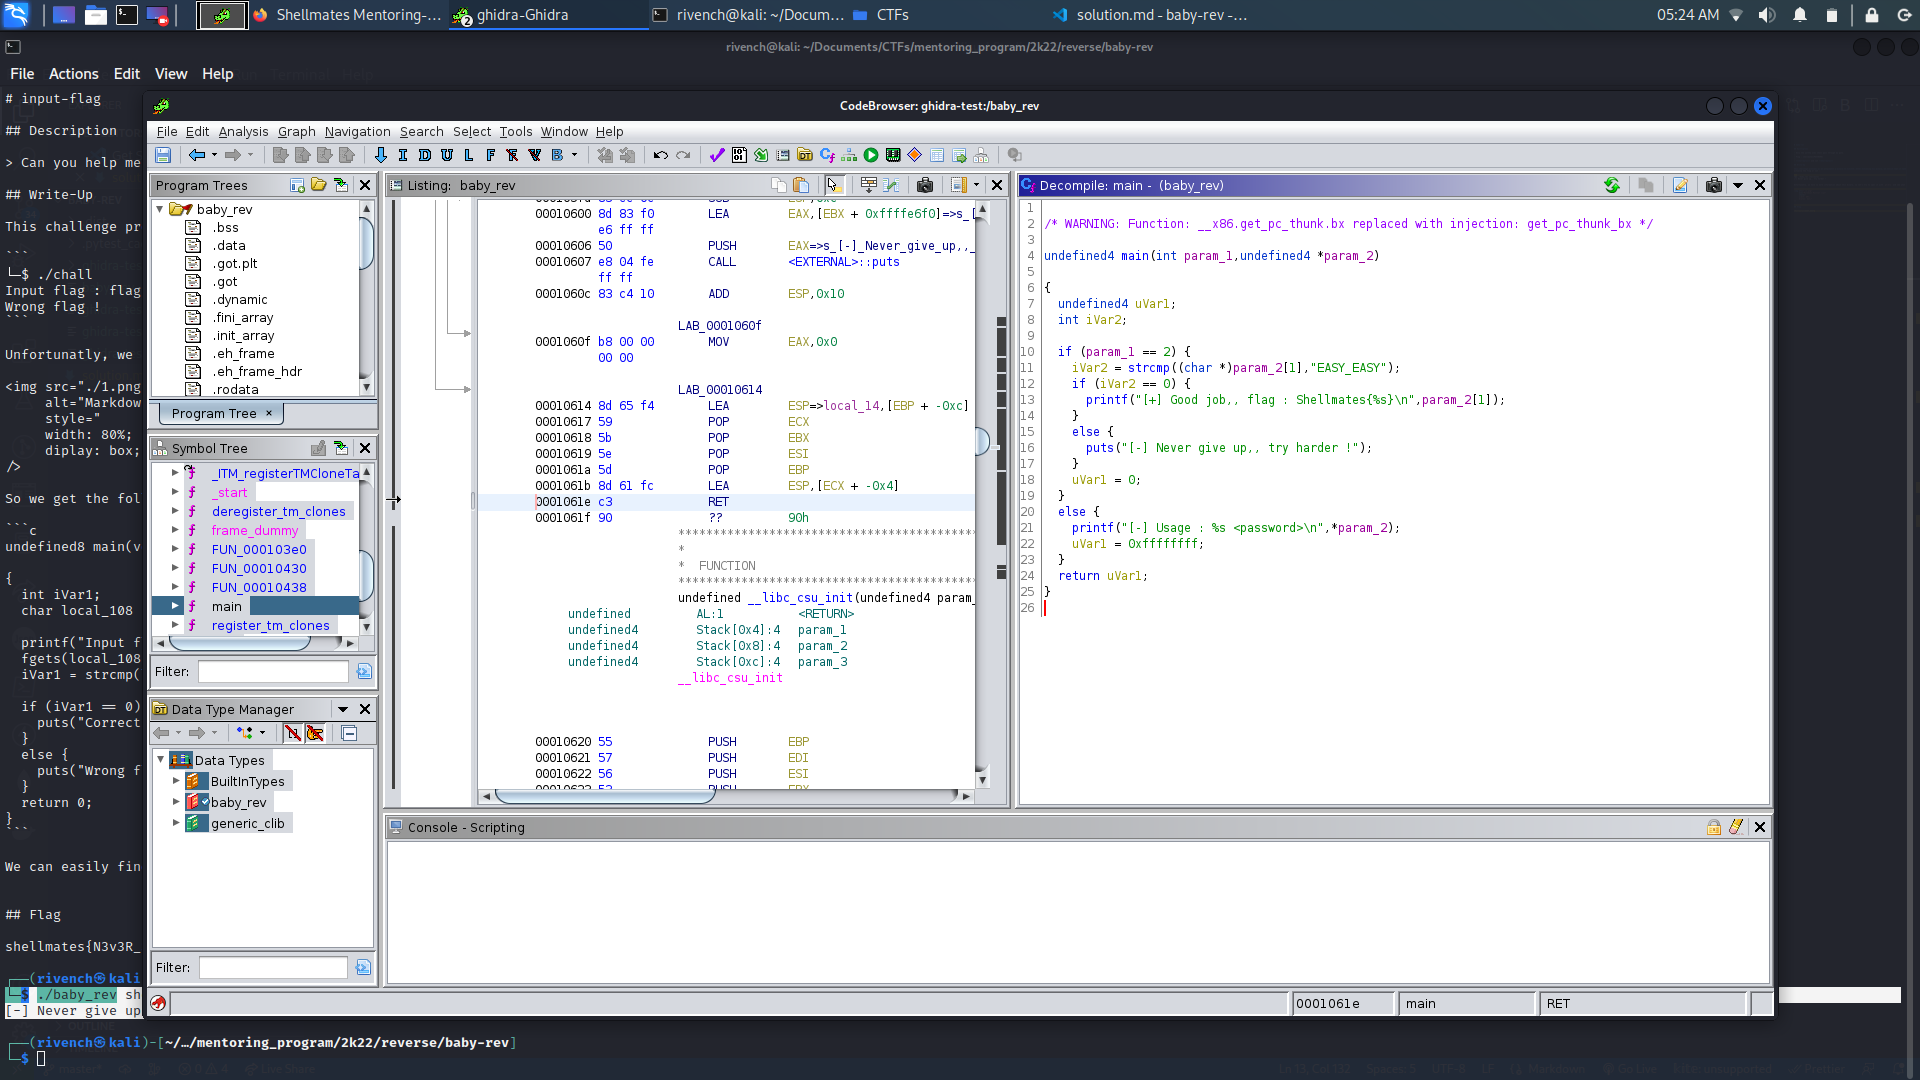 Shellmates Mentoring-...
ghidra-Ghidra
rivench@kali: ~/Docum...
CTFs
solution.md - baby-rev -...
05:24 AM
rivench@kali: ~/Documents/CTFs/mentoring_program/2k22/reverse/baby-rev
File Actions Edit View Help
# input-flag
## Description
> Can you help me
## Write-Up
This challenge pr
```
└─$ ./chall
Input flag : flag
Wrong flag !
```
Unfortunatly, we
<img src="./1.png
alt="Markdow
style="
width: 80%;
diplay: box;
/>
So we get the fol
```c
undefined8 main(v
{
int iVar1;
char local_108
printf("Input f
fgets(local_108
iVar1 = strcmp(
if (iVar1 == 0)
puts("Correct
}
else {
puts("Wrong f
}
return 0;
}
```
We can easily fin
## Flag
shellmates{N3v3R_
┌──(rivench㉿kali
└─$ ./baby_rev sh
[-] Never give up
┌──(rivench㉿kali)-[~/…/mentoring_program/2k22/reverse/baby-rev]
└─$
CodeBrowser: ghidra-test:/baby_rev
File Edit Analysis Graph Navigation Search Select Tools Window Help
I D U L F B
Program Trees
baby_rev
.bss
.data
.got.plt
.got
.dynamic
.fini_array
.init_array
.eh_frame
.eh_frame_hdr
.rodata
Program Tree ×
Symbol Tree
_ITM_registerTMCloneTa
_start
deregister_tm_clones
frame_dummy
FUN_000103e0
FUN_00010430
FUN_00010438
main
register_tm_clones
Filter:
Data Type Manager
Data Types
BuiltInTypes
baby_rev
generic_clib
Filter:
Listing: baby_rev
00010600 8d 83 f0 LEA EAX,[EBX + 0xffffe6f0]=>s_[
e6 ff ff
00010606 50 PUSH EAX=>s_[-]_Never_give_up,,_
00010607 e8 04 fe CALL <EXTERNAL>::puts
ff ff
0001060c 83 c4 10 ADD ESP,0x10
LAB_0001060f
0001060f b8 00 00 MOV EAX,0x0
00 00
LAB_00010614
00010614 8d 65 f4 LEA ESP=>local_14,[EBP + -0xc]
00010617 59 POP ECX
00010618 5b POP EBX
00010619 5e POP ESI
0001061a 5d POP EBP
0001061b 8d 61 fc LEA ESP,[ECX + -0x4]
0001061e c3 RET
0001061f 90 ?? 90h
*******************************************
*
* FUNCTION
*******************************************
undefined __libc_csu_init(undefined4 param_
undefined AL:1 <RETURN>
undefined4 Stack[0x4]:4 param_1
undefined4 Stack[0x8]:4 param_2
undefined4 Stack[0xc]:4 param_3
__libc_csu_init
00010620 55 PUSH EBP
00010621 57 PUSH EDI
00010622 56 PUSH ESI
Decompile: main - (baby_rev)
1
2 /* WARNING: Function: __x86.get_pc_thunk.bx replaced with injection: get_pc_thunk_bx */
3
4 undefined4 main(int param_1,undefined4 *param_2)
5
6 {
7 undefined4 uVar1;
8 int iVar2;
9
10 if (param_1 == 2) {
11 iVar2 = strcmp((char *)param_2[1],"EASY_EASY");
12 if (iVar2 == 0) {
13 printf("[+] Good job,, flag : Shellmates{%s}\n",param_2[1]);
14 }
15 else {
16 puts("[-] Never give up,, try harder !");
17 }
18 uVar1 = 0;
19 }
20 else {
21 printf("[-] Usage : %s <password>\n",*param_2);
22 uVar1 = 0xffffffff;
23 }
24 return uVar1;
25 }
26
Console - Scripting
0001061e
main
RET